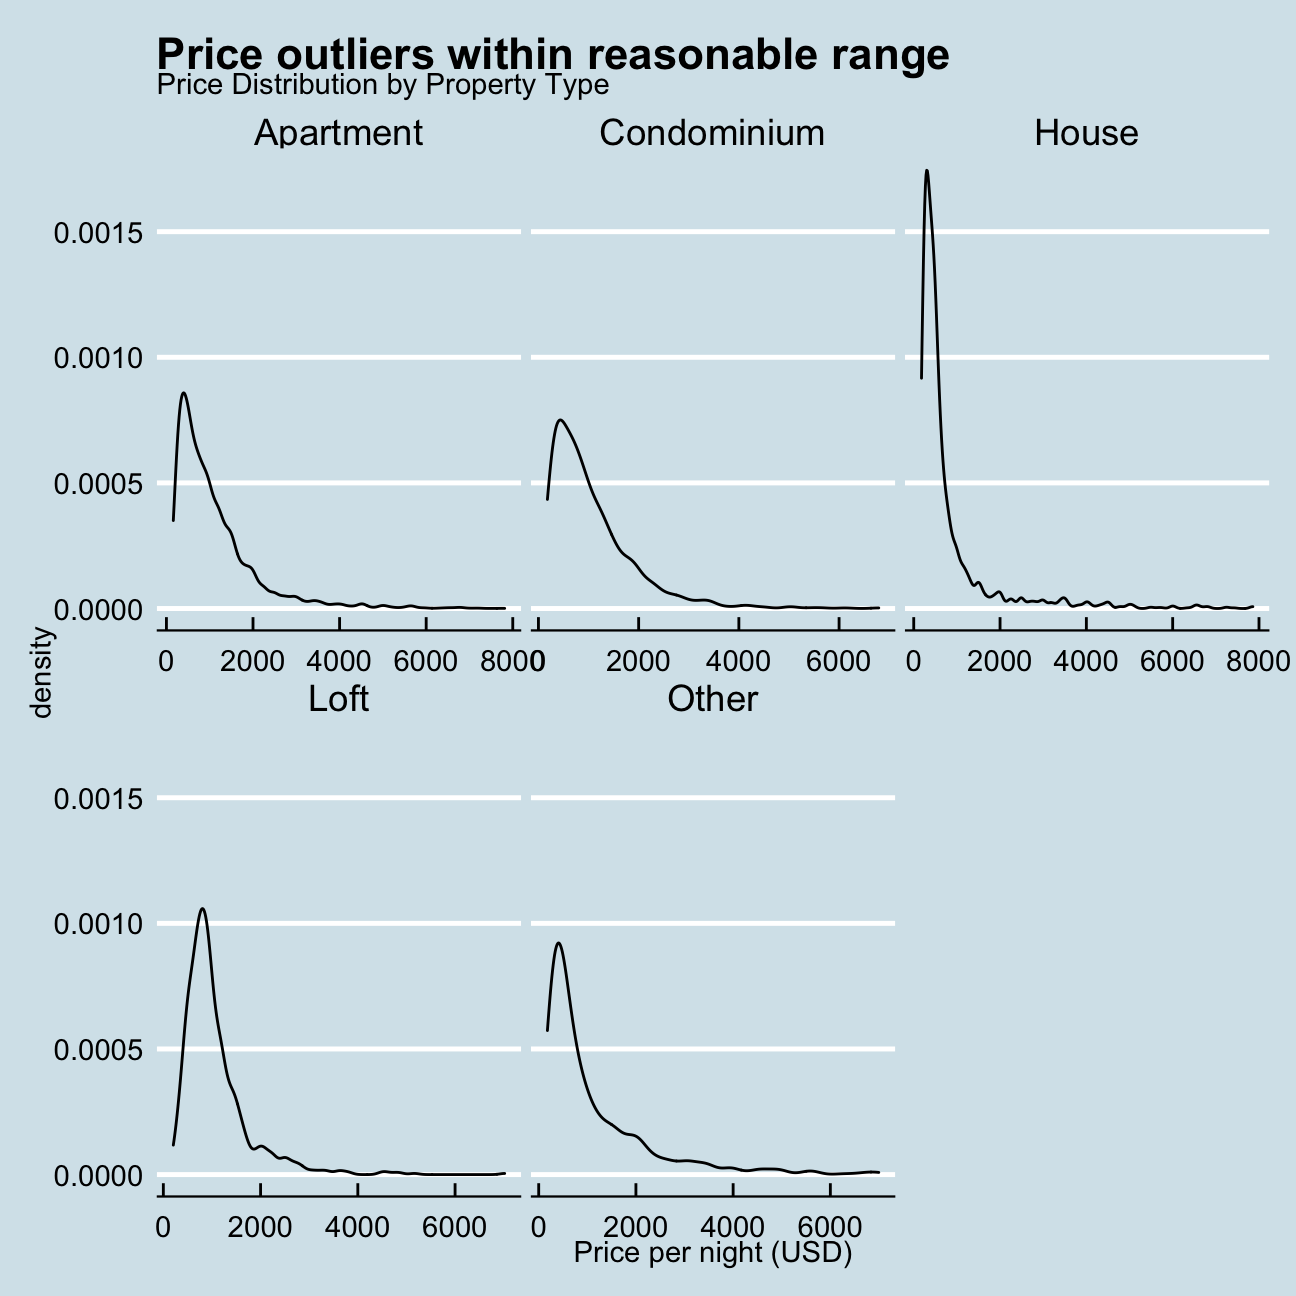 Price outliers within reasonable range
Price Distribution by Property Type
Apartment Condominium House
0.0015
0.0010
0.0005
0.0000
0 2000 4000 6000 8000 0 2000 4000 6000 0 2000 4000 6000 8000
density
Loft Other
0.0015
0.0010
0.0005
0.0000
0 2000 4000 6000 0 2000 4000 6000
Price per night (USD)